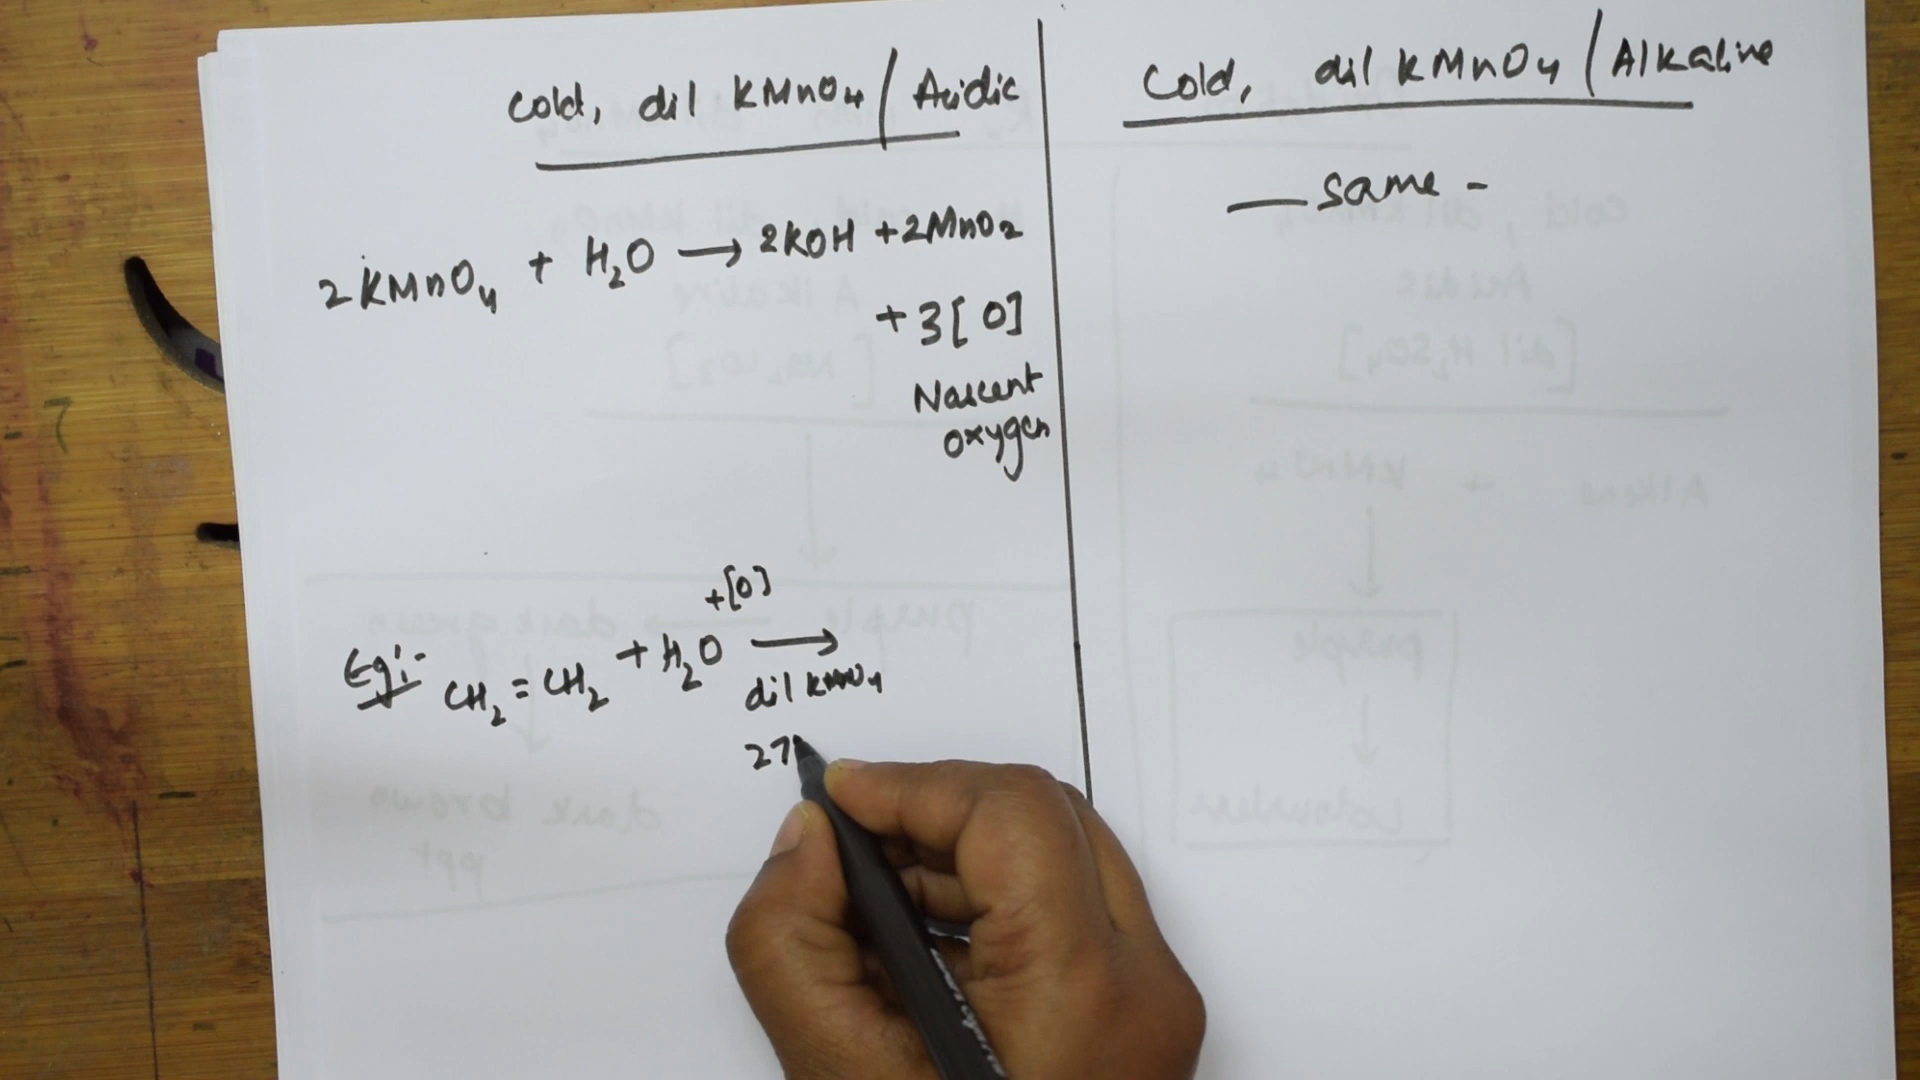 cold, dil KMnO4 / Acidic
2KMnO4 + H2O → 2KOH + 2MnO2
+ 3[O]
Nascent
oxygen
Eg:- CH2=CH2 + H2O +[O] →
dil KMnO4
27
Cold, dil KMnO4 / Alkaline
— same -